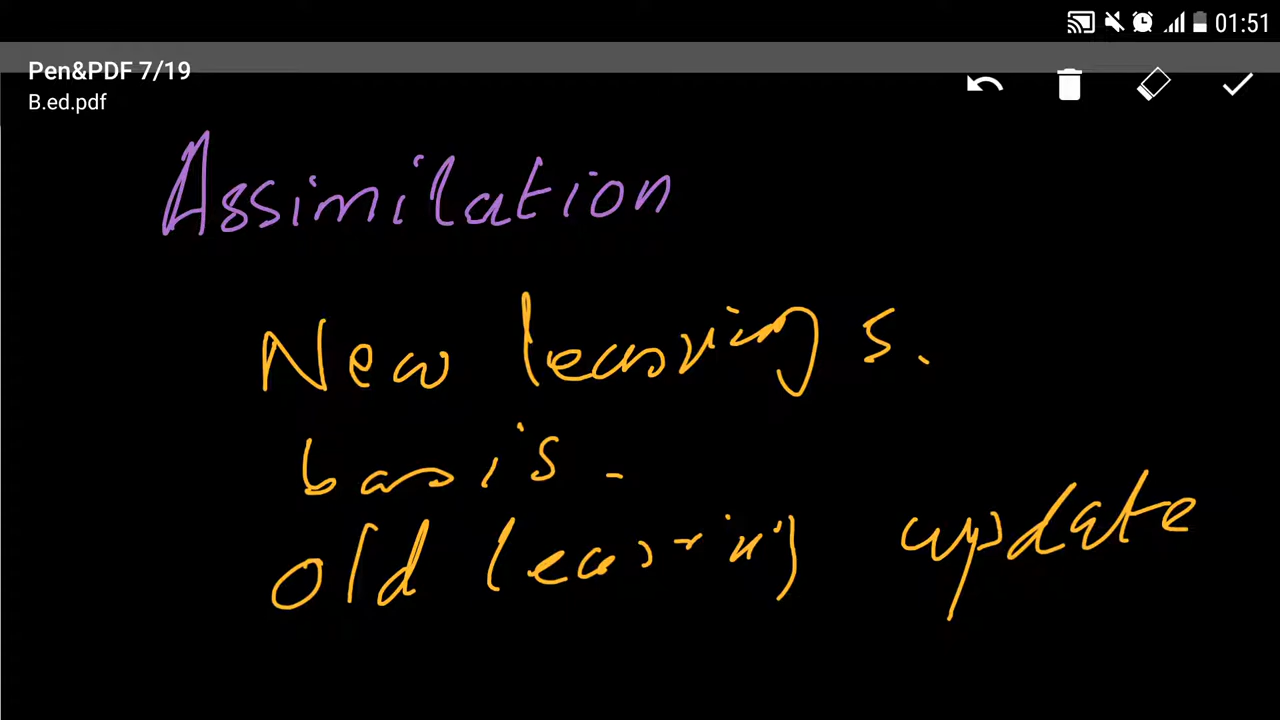 01:51
Pen&PDF 7/19
B.ed.pdf
Assimilation
New learning s.
basis.
old learning update